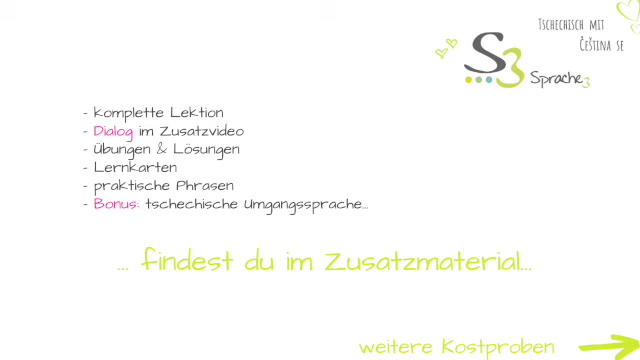 Tschechisch mit
Čeština se
S3
Sprache3
- komplette Lektion
- Dialog im Zusatzvideo
- Übungen & Lösungen
- Lernkarten
- praktische Phrasen
- Bonus: tschechische Umgangssprache...
... findest du im Zusatzmaterial...
weitere Kostproben